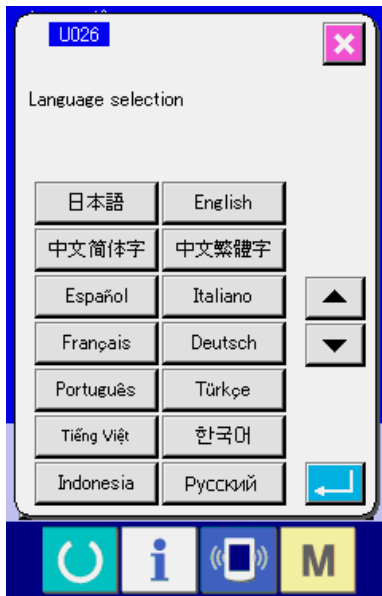 U026
Language selection
日本語 English
中文简体字 中文繁體字
Español Italiano
Français Deutsch
Português Türkçe
Tiếng Việt 한국어
Indonesia Русский
i M